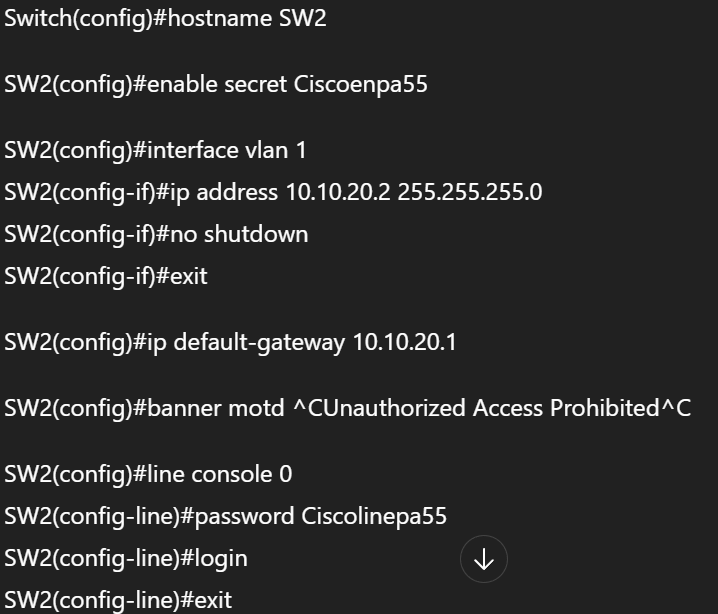 Switch(config)#hostname SW2
SW2(config)#enable secret Ciscoenpa55
SW2(config)#interface vlan 1
SW2(config-if)#ip address 10.10.20.2 255.255.255.0
SW2(config-if)#no shutdown
SW2(config-if)#exit
SW2(config)#ip default-gateway 10.10.20.1
SW2(config)#banner motd ^CUnauthorized Access Prohibited^C
SW2(config)#line console 0
SW2(config-line)#password Ciscolinepa55
SW2(config-line)#login
SW2(config-line)#exit